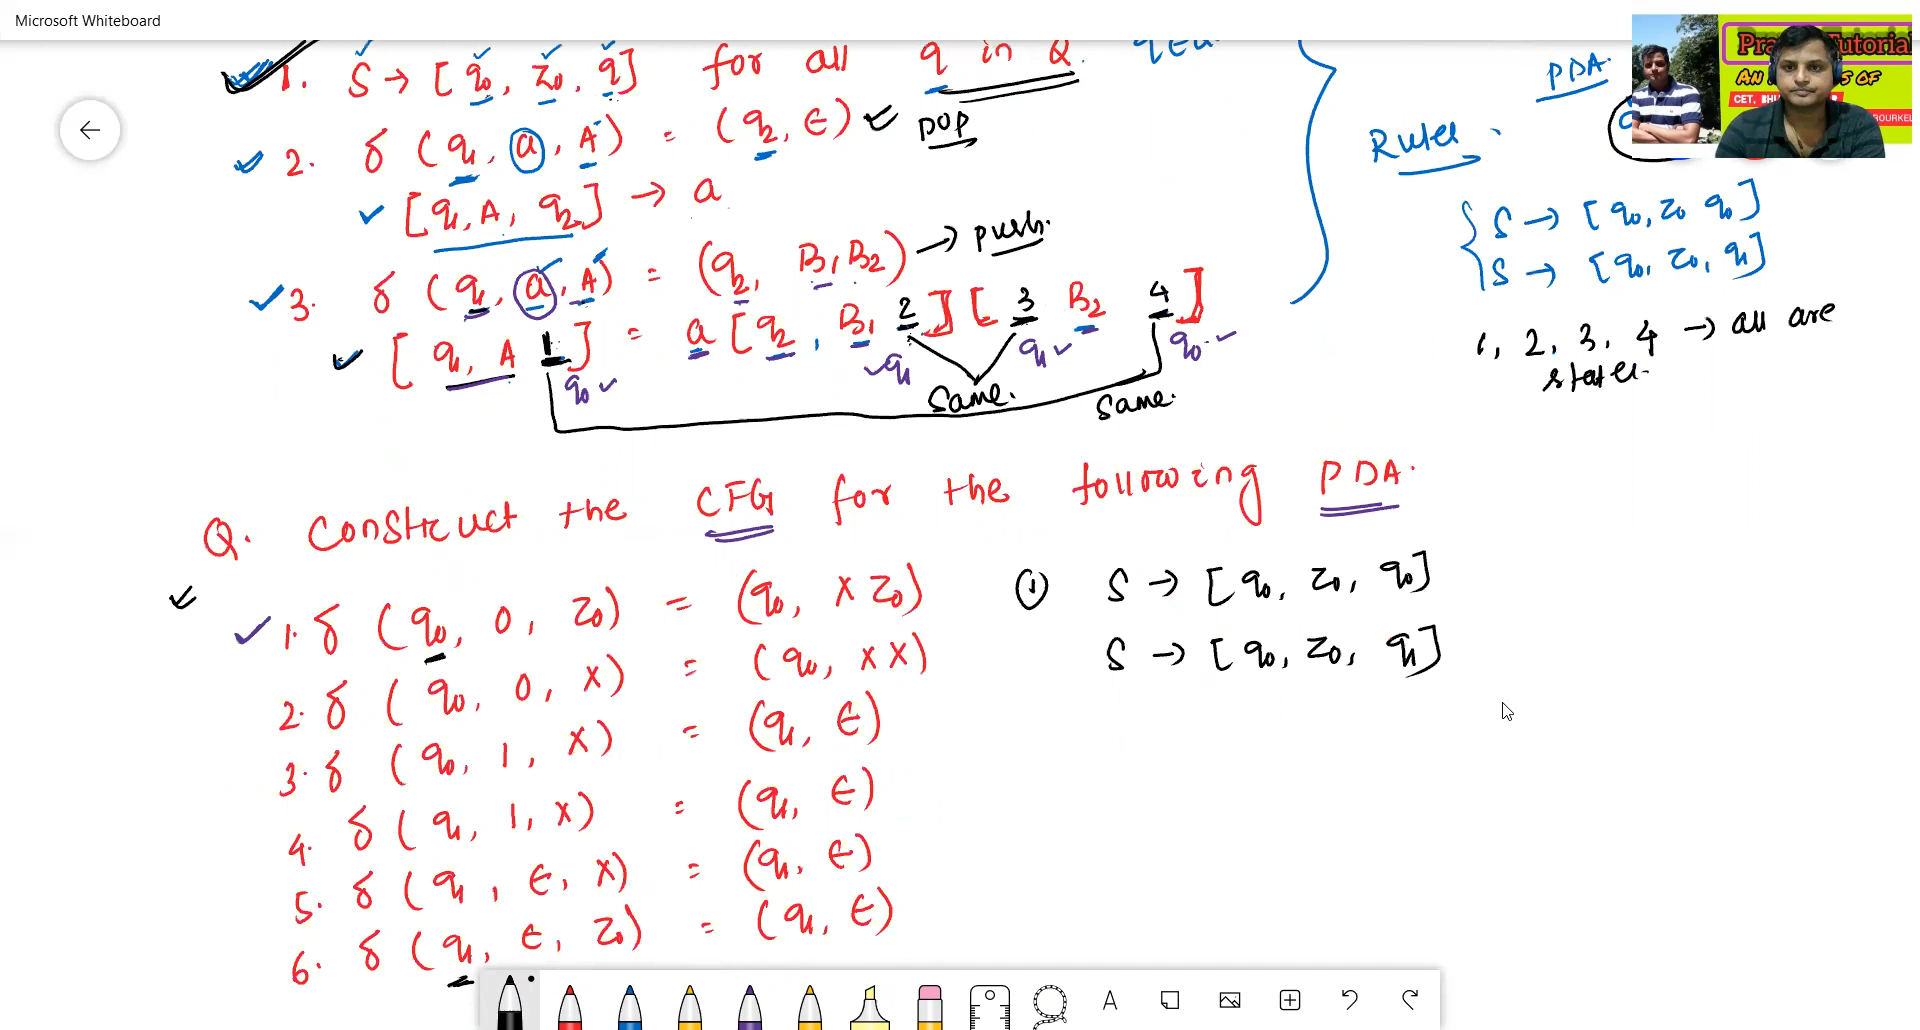 Microsoft Whiteboard
1. S → [q0, Z0, q] for all q in Q.
2. δ (q1, a, A) = (q2, ε) POP
[q1, A, q2] → a
3. δ (q1, a, A) = (q2, B1B2) → push.
[q1, A 1] = a [q2, B1 2] [3 B2 4]
q0 q1 q1 q0
Same. Same.
PDA.
Rules.
S → [q0, Z0 q0]
S → [q0, Z0, q1]
1, 2, 3, 4 → all are
states.
Q. Construct the CFG for the following PDA.
1. δ (q0, 0, Z0) = (q0, XZ0)
2. δ (q0, 0, X) = (q0, XX)
3. δ (q0, 1, X) = (q1, ε)
4. δ (q1, 1, X) = (q1, ε)
5. δ (q1, ε, X) = (q1, ε)
6. δ (q1, ε, Z0) = (q1, ε)
① S → [q0, Z0, q0]
S → [q0, Z0, q1]
A